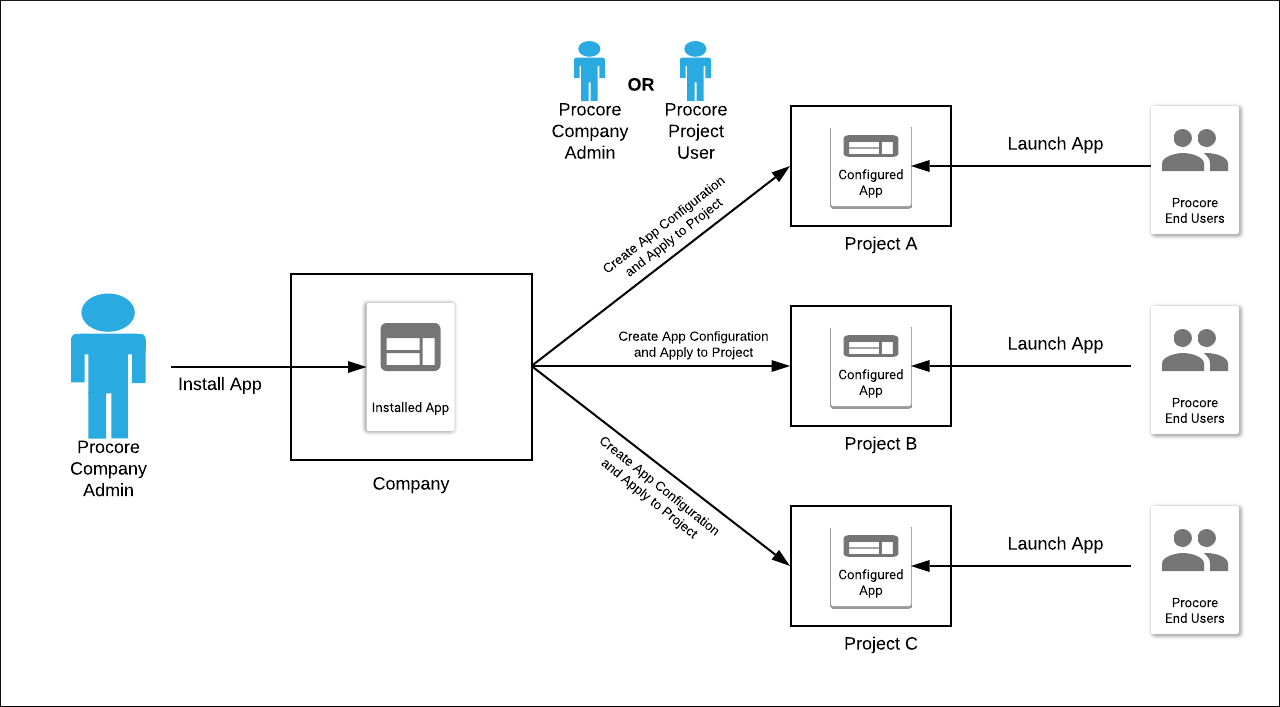 OR
Procore
Company
Admin
Procore
Project
User
Create App Configuration
and Apply to Project
Configured
App
Project A
Launch App
Procore
End Users
Procore
Company
Admin
Install App
Installed App
Company
Create App Configuration
and Apply to Project
Configured
App
Project B
Launch App
Procore
End Users
Create App Configuration
and Apply to Project
Configured
App
Project C
Launch App
Procore
End Users